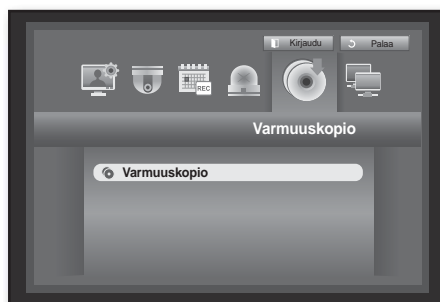 Kirjaudu
Palaa
REC
Varmuuskopio
Varmuuskopio